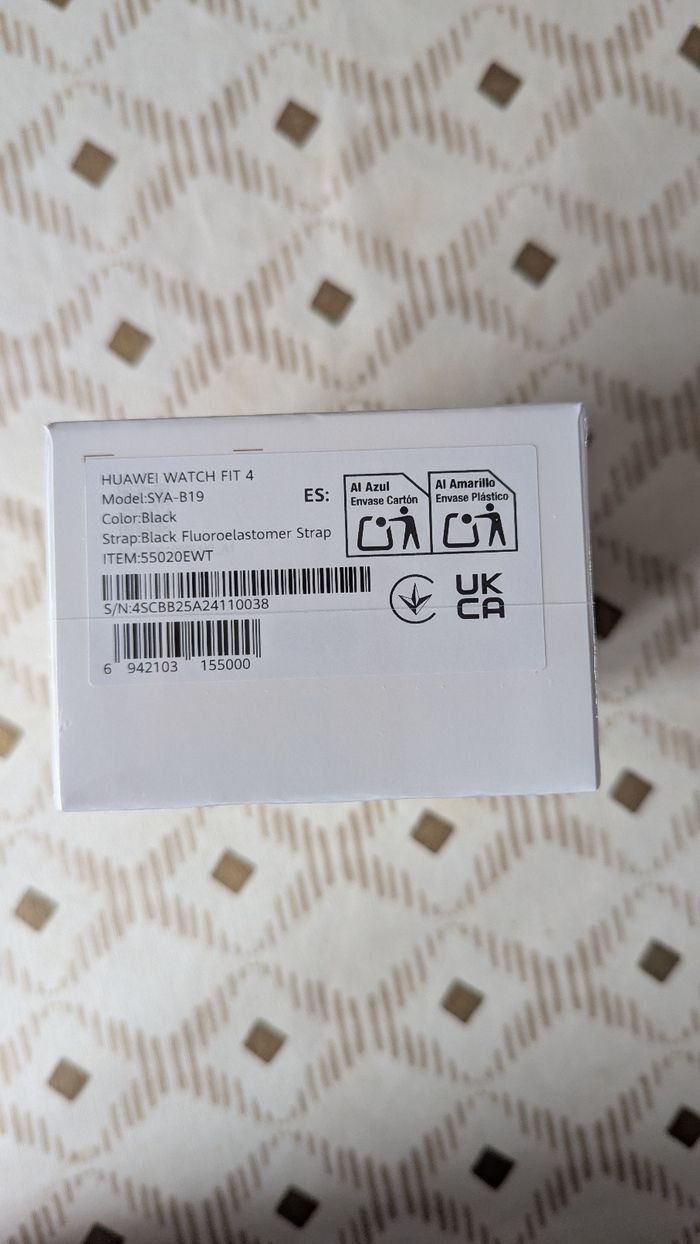 HUAWEI WATCH FIT 4
Model:SYA-B19
Color:Black
Strap:Black Fluoroelastomer Strap
ITEM:55020EWT
S/N:4SCBB25A24110038
6 942103 155000
ES:
Al Azul
Envase Cartón
Al Amarillo
Envase Plástico
UK
CA